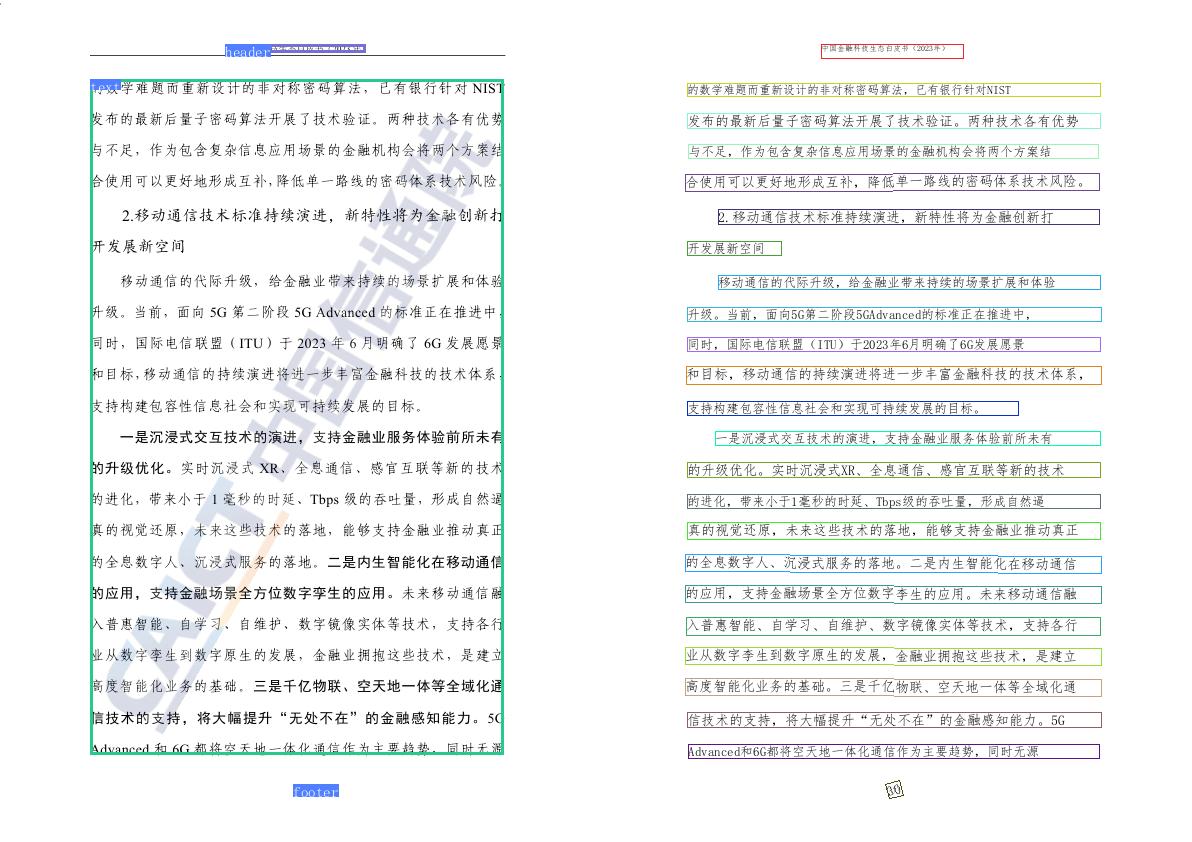 header
text
的数学难题而重新设计的非对称密码算法，已有银行针对 NIST
发布的最新后量子密码算法开展了技术验证。两种技术各有优势
与不足，作为包含复杂信息应用场景的金融机构会将两个方案结
合使用可以更好地形成互补，降低单一路线的密码体系技术风险。
2.移动通信技术标准持续演进，新特性将为金融创新打
开发展新空间
移动通信的代际升级，给金融业带来持续的场景扩展和体验
升级。当前，面向 5G 第二阶段 5G Advanced 的标准正在推进中，
同时，国际电信联盟（ITU）于 2023 年 6 月明确了 6G 发展愿景
和目标，移动通信的持续演进将进一步丰富金融科技的技术体系，
支持构建包容性信息社会和实现可持续发展的目标。
一是沉浸式交互技术的演进，支持金融业服务体验前所未有
的升级优化。实时沉浸式 XR、全息通信、感官互联等新的技术
的进化，带来小于 1 毫秒的时延、Tbps 级的吞吐量，形成自然逼
真的视觉还原，未来这些技术的落地，能够支持金融业推动真正
的全息数字人、沉浸式服务的落地。二是内生智能化在移动通信
的应用，支持金融场景全方位数字孪生的应用。未来移动通信融
入普惠智能、自学习、自维护、数字镜像实体等技术，支持各行
业从数字孪生到数字原生的发展，金融业拥抱这些技术，是建立
高度智能化业务的基础。三是千亿物联、空天地一体等全域化通
信技术的支持，将大幅提升“无处不在”的金融感知能力。5G
Advanced 和 6G 都将空天地一体化通信作为主要趋势，同时无源
CAICT 中国信通院
footer
中国金融科技生态白皮书（2023年）
的数学难题而重新设计的非对称密码算法，已有银行针对NIST
发布的最新后量子密码算法开展了技术验证。两种技术各有优势
与不足，作为包含复杂信息应用场景的金融机构会将两个方案结
合使用可以更好地形成互补，降低单一路线的密码体系技术风险。
2.移动通信技术标准持续演进，新特性将为金融创新打
开发展新空间
移动通信的代际升级，给金融业带来持续的场景扩展和体验
升级。当前，面向5G第二阶段5GAdvanced的标准正在推进中，
同时，国际电信联盟（ITU）于2023年6月明确了6G发展愿景
和目标，移动通信的持续演进将进一步丰富金融科技的技术体系，
支持构建包容性信息社会和实现可持续发展的目标。
一是沉浸式交互技术的演进，支持金融业服务体验前所未有
的升级优化。实时沉浸式XR、全息通信、感官互联等新的技术
的进化，带来小于1毫秒的时延、Tbps级的吞吐量，形成自然逼
真的视觉还原，未来这些技术的落地，能够支持金融业推动真正
的全息数字人、沉浸式服务的落地。二是内生智能化在移动通信
的应用，支持金融场景全方位数字孪生的应用。未来移动通信融
入普惠智能、自学习、自维护、数字镜像实体等技术，支持各行
业从数字孪生到数字原生的发展，金融业拥抱这些技术，是建立
高度智能化业务的基础。三是千亿物联、空天地一体等全域化通
信技术的支持，将大幅提升“无处不在”的金融感知能力。5G
Advanced和6G都将空天地一体化通信作为主要趋势，同时无源
30